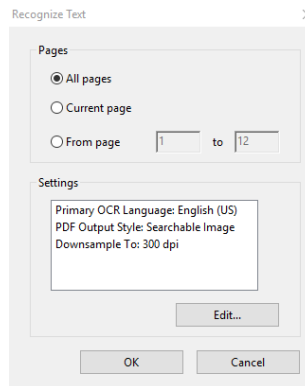 Recognize Text
Pages
All pages
Current page
From page 1 to 12
Settings
Primary OCR Language: English (US)
PDF Output Style: Searchable Image
Downsample To: 300 dpi
Edit...
OK Cancel